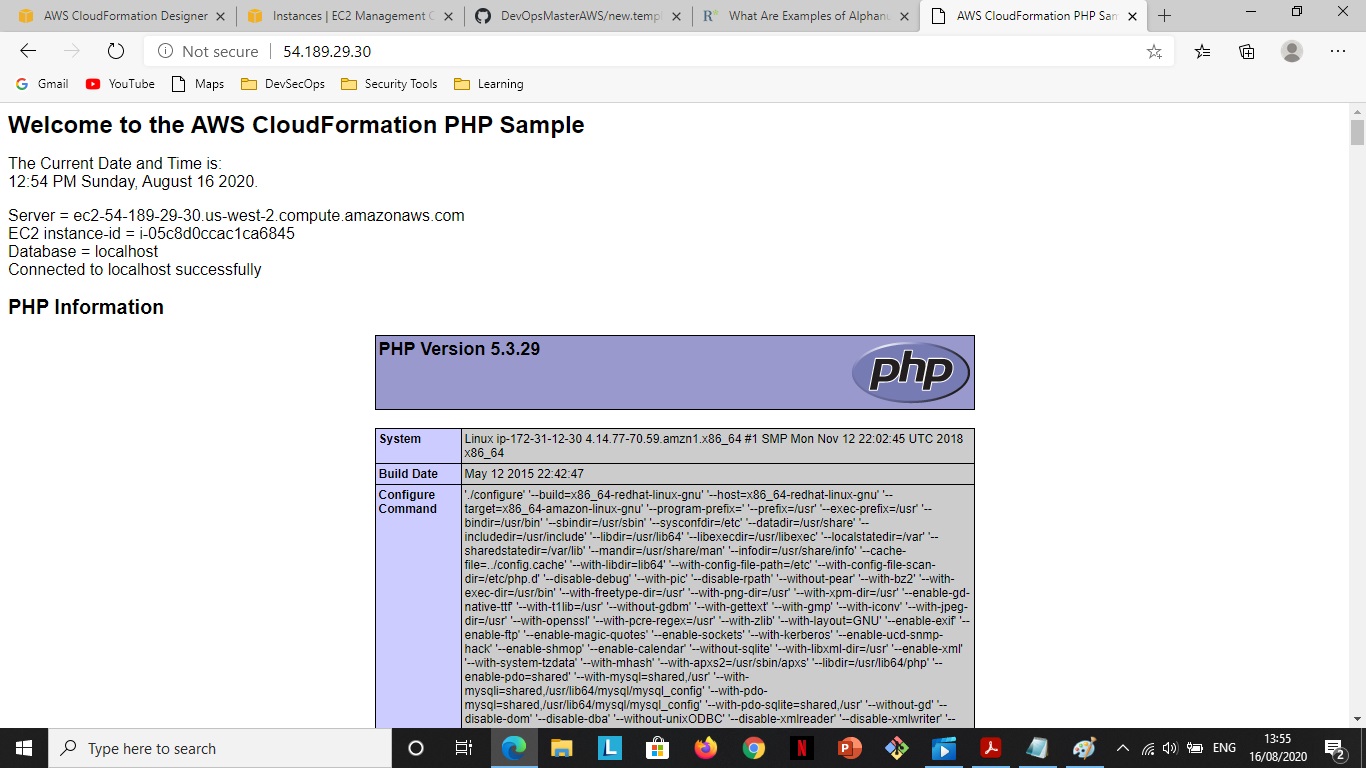 AWS CloudFormation Designer
Instances | EC2 Management C
DevOpsMasterAWS/new.templ
What Are Examples of Alphanu
AWS CloudFormation PHP Sam
Not secure
54.189.29.30
Gmail
YouTube
Maps
DevSecOps
Security Tools
Learning
Welcome to the AWS CloudFormation PHP Sample
The Current Date and Time is:
12:54 PM Sunday, August 16 2020.
Server = ec2-54-189-29-30.us-west-2.compute.amazonaws.com
EC2 instance-id = i-05c8d0ccac1ca6845
Database = localhost
Connected to localhost successfully
PHP Information
PHP Version 5.3.29
php
System
Linux ip-172-31-12-30 4.14.77-70.59.amzn1.x86_64 #1 SMP Mon Nov 12 22:02:45 UTC 2018
x86_64
Build Date
May 12 2015 22:42:47
Configure
Command
'./configure' '--build=x86_64-redhat-linux-gnu' '--host=x86_64-redhat-linux-gnu' '--
target=x86_64-amazon-linux-gnu' '--program-prefix=' '--prefix=/usr' '--exec-prefix=/usr' '--
bindir=/usr/bin' '--sbindir=/usr/sbin' '--sysconfdir=/etc' '--datadir=/usr/share' '--
includedir=/usr/include' '--libdir=/usr/lib64' '--libexecdir=/usr/libexec' '--localstatedir=/var' '--
sharedstatedir=/var/lib' '--mandir=/usr/share/man' '--infodir=/usr/share/info' '--cache-
file=../config.cache' '--with-libdir=lib64' '--with-config-file-path=/etc' '--with-config-file-scan-
dir=/etc/php.d' '--disable-debug' '--with-pic' '--disable-rpath' '--without-pear' '--with-bz2' '--with-
exec-dir=/usr/bin' '--with-freetype-dir=/usr' '--with-png-dir=/usr' '--with-xpm-dir=/usr' '--enable-gd-
native-ttf' '--with-t1lib=/usr' '--without-gdbm' '--with-gettext' '--with-gmp' '--with-iconv' '--with-jpeg-
dir=/usr' '--with-openssl' '--with-pcre-regex=/usr' '--with-zlib' '--with-layout=GNU' '--enable-exif' '--
enable-ftp' '--enable-magic-quotes' '--enable-sockets' '--with-kerberos' '--enable-ucd-snmp-
hack' '--enable-shmop' '--enable-calendar' '--without-sqlite' '--with-libxml-dir=/usr' '--enable-xml'
'--with-system-tzdata' '--with-mhash' '--with-apxs2=/usr/sbin/apxs' '--libdir=/usr/lib64/php' '--
enable-pdo=shared' '--with-mysql=shared,/usr' '--with-
mysqli=shared,/usr/lib64/mysql/mysql_config' '--with-pdo-
mysql=shared,/usr/lib64/mysql/mysql_config' '--with-pdo-sqlite=shared,/usr' '--without-gd' '--
disable-dom' '--disable-dba' '--without-unixODBC' '--disable-xmlreader' '--disable-xmlwriter' '--
Type here to search
ENG
13:55
16/08/2020
2